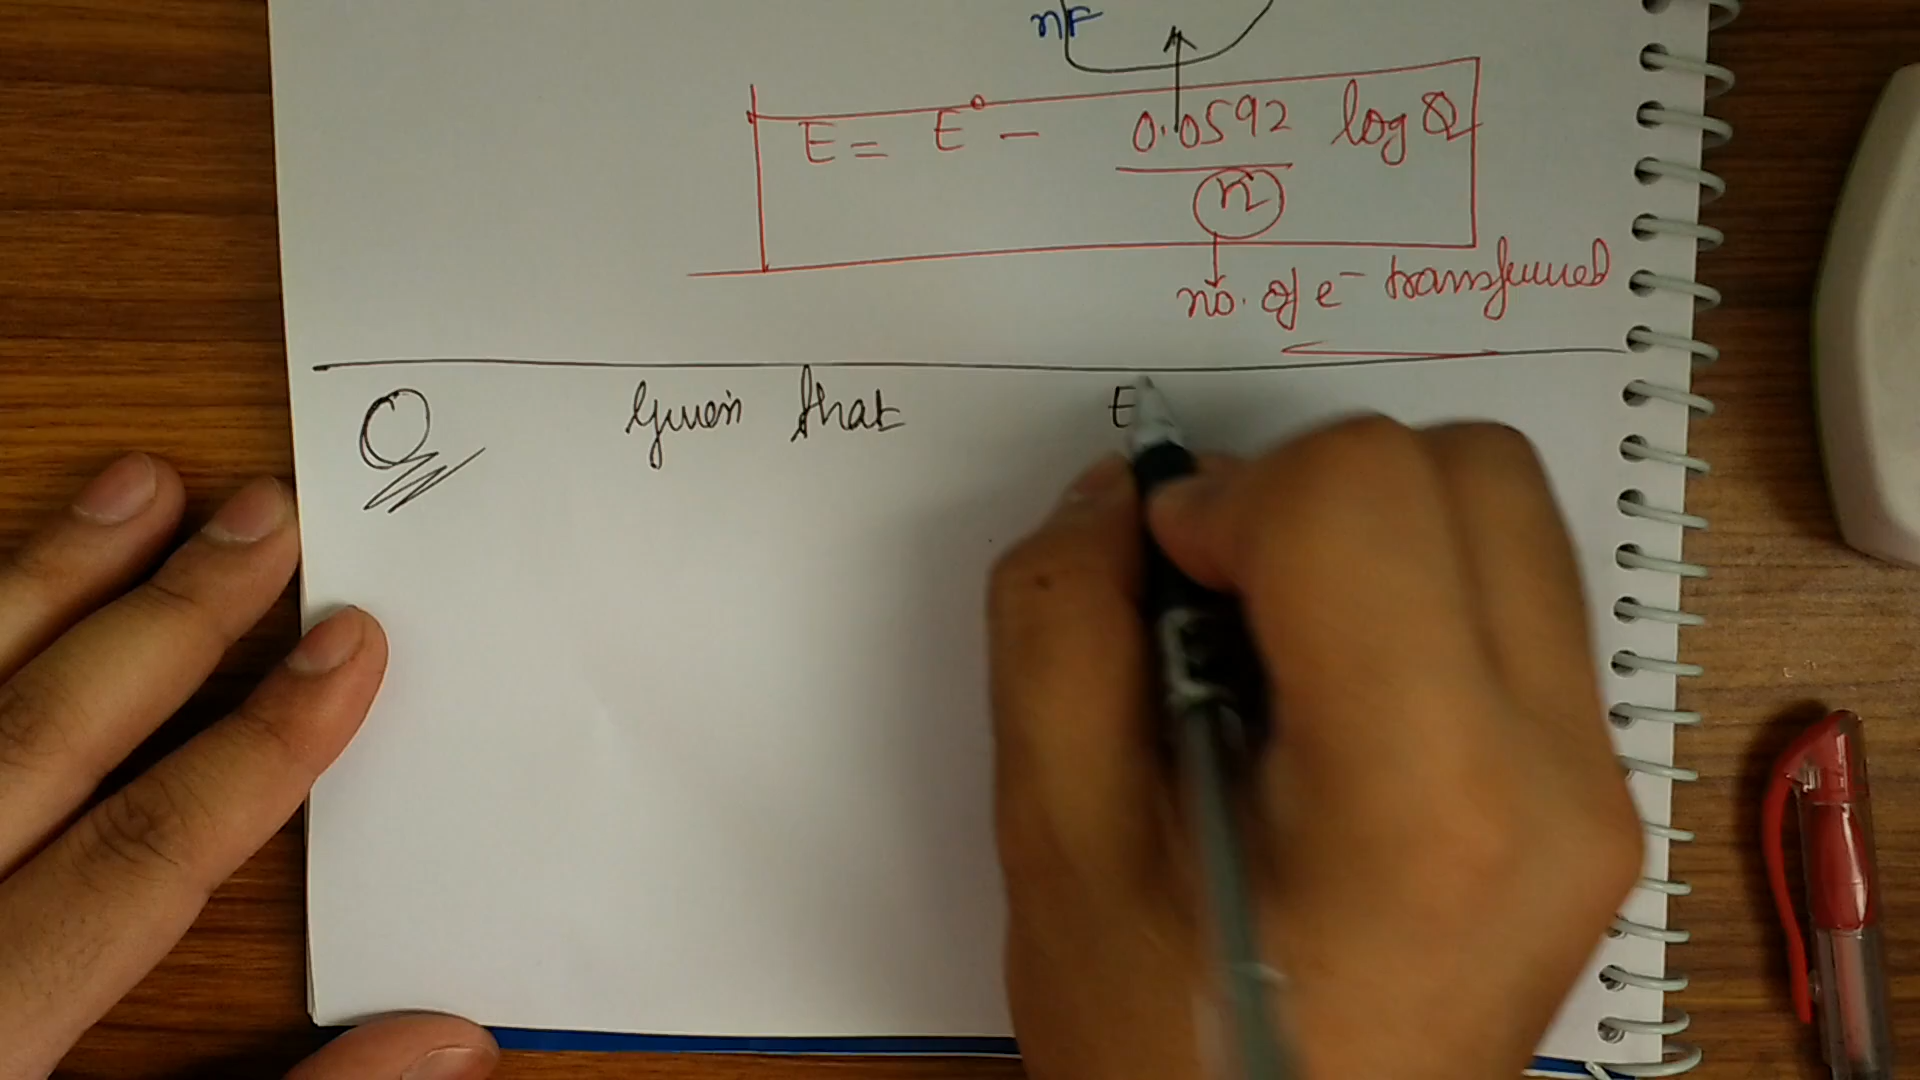 nF
E = E° - 0.0592/n log Q
no. of e⁻ transferred
Q Given that E